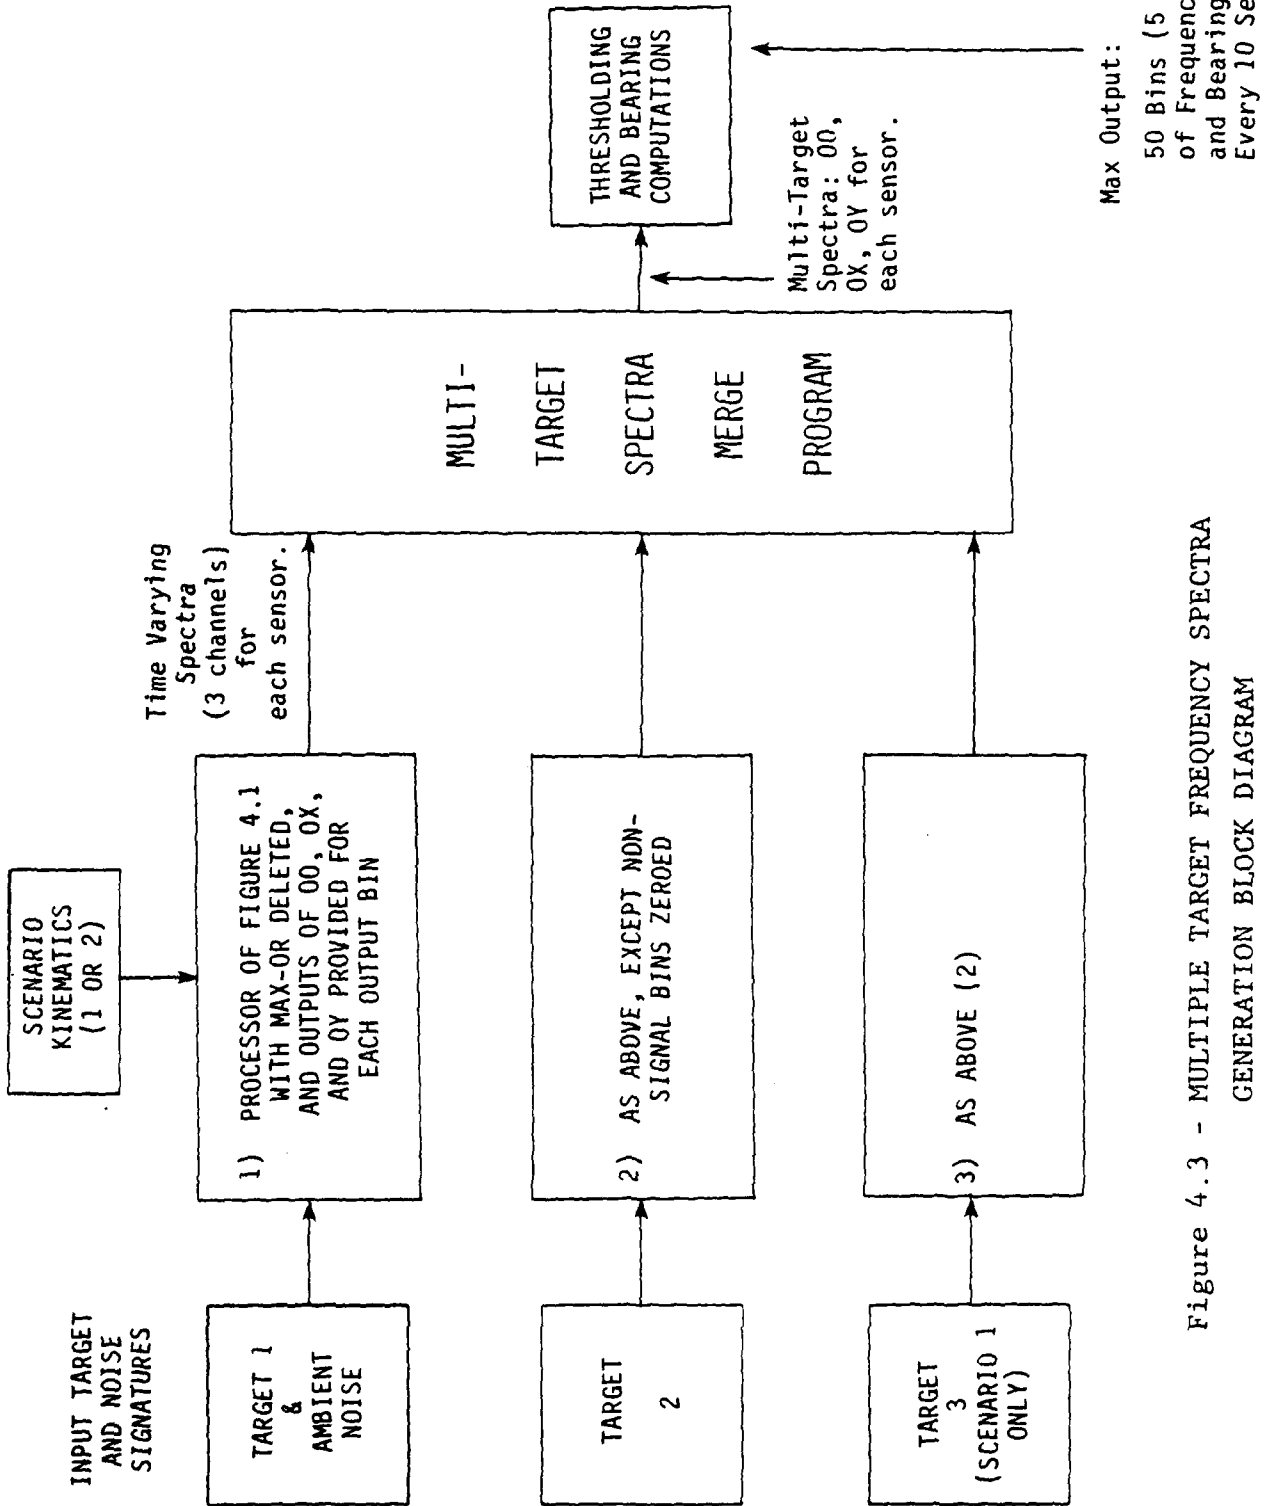 INPUT TARGET
AND NOISE
SIGNATURES
TARGET 1
&
AMBIENT
NOISE
TARGET
2
TARGET
3
(SCENARIO 1
ONLY)
SCENARIO
KINEMATICS
(1 OR 2)
1) PROCESSOR OF FIGURE 4.1
WITH MAX-OR DELETED,
AND OUTPUTS OF OO, OX,
AND OY PROVIDED FOR
EACH OUTPUT BIN
2) AS ABOVE, EXCEPT NON-
SIGNAL BINS ZEROED
3) AS ABOVE (2)
Time Varying
Spectra
(3 channels)
for
each sensor.
MULTI-
TARGET
SPECTRA
MERGE
PROGRAM
THRESHOLDING
AND BEARING
COMPUTATIONS
Multi-Target
Spectra: OO,
OX, OY for
each sensor.
Max Output:
50 Bins (5
of Frequenc
and Bearing
Every 10 Se
Figure 4.3 - MULTIPLE TARGET FREQUENCY SPECTRA
GENERATION BLOCK DIAGRAM